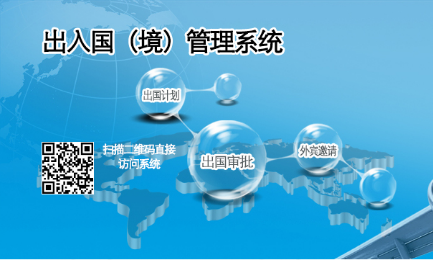 出入国（境）管理系统
出国计划
扫描二维码直接
访问系统
出国审批
外宾邀请